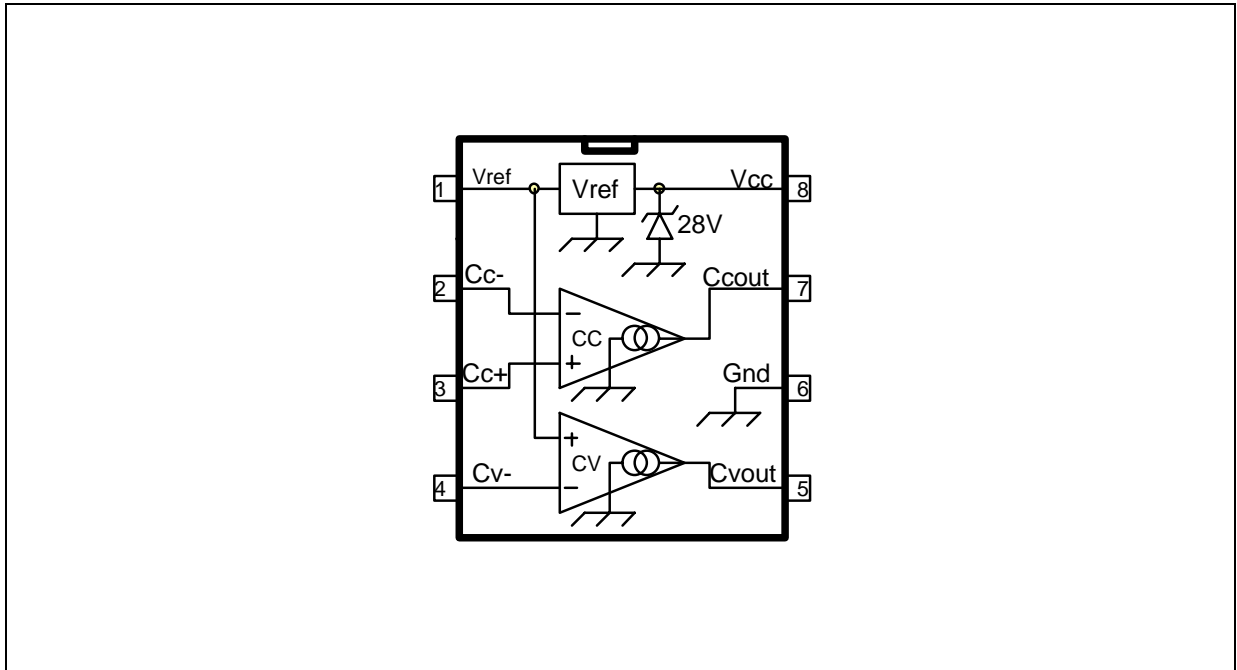 1 Vref Vref Vcc 8
28V
2 Cc- Ccout 7
− CC
+
3 Cc+ Gnd 6
+
CV
4 Cv- − Cvout 5